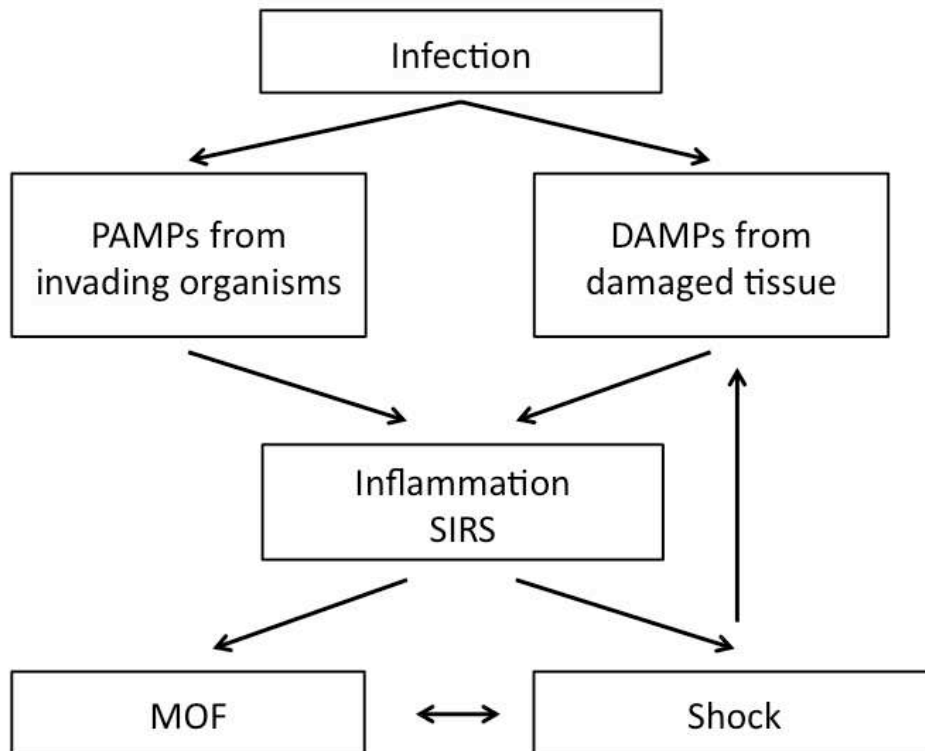 Infection
PAMPs from
invading organisms
DAMPs from
damaged tissue
Inflammation
SIRS
MOF
Shock